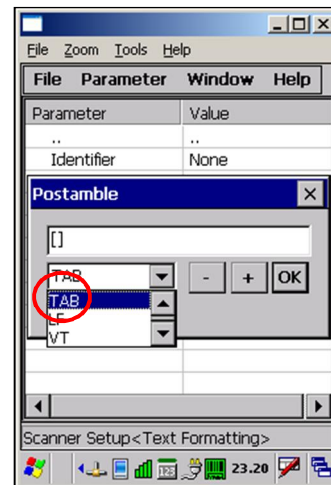 File Zoom Tools Help
File Parameter Window Help
Parameter Value
.. ..
Identifier None
Postamble
[]
TAB - + OK
TAB
LF
VT
Scanner Setup<Text Formatting>
123 23.20